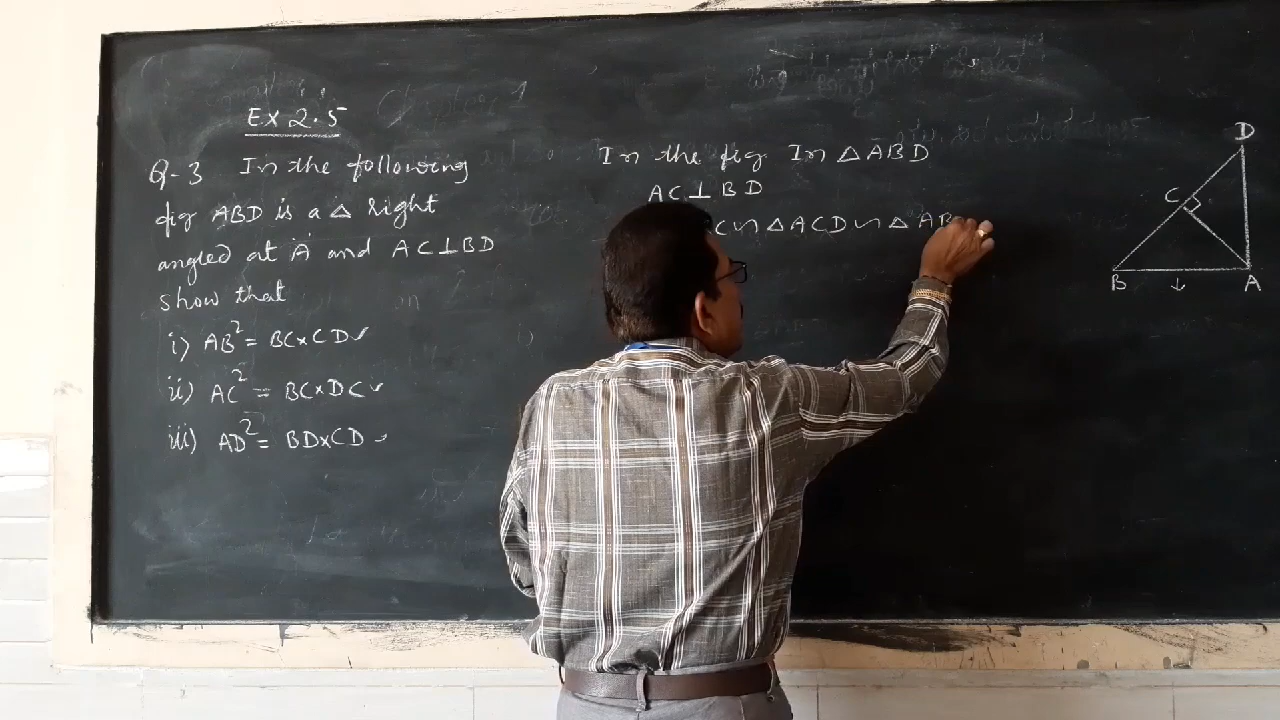 Ex 2.5
Q-3 In the following
fig ABD is a △ right
angled at A and AC⊥BD
show that
i) AB² = BC×CD✓
ii) AC² = BC×DC✓
iii) AD² = BD×CD✓
In the fig In △ABD
AC⊥BD
C ∽ △ACD ∽ △AB
D
C
B
↓
A